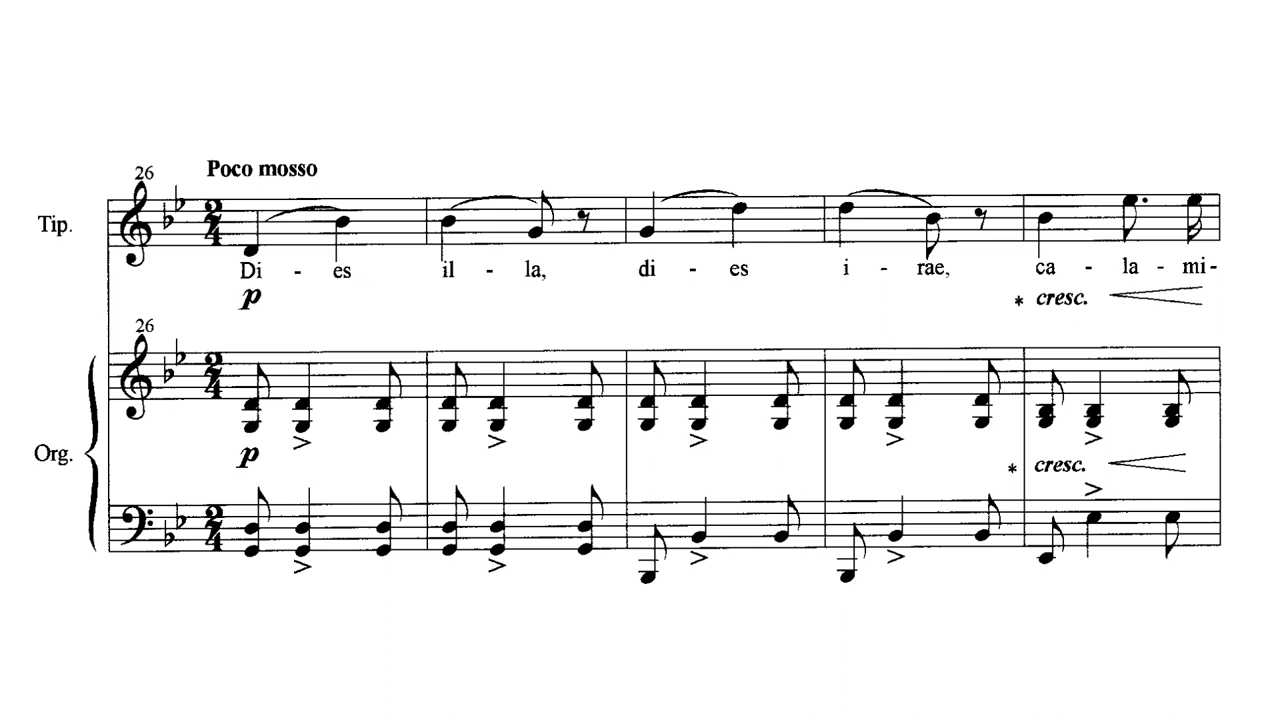 26
Poco mosso
Tip.
Di - es il - la, di - es i - rae, ca - la - mi -
p * cresc.
26
Org.
p * cresc.